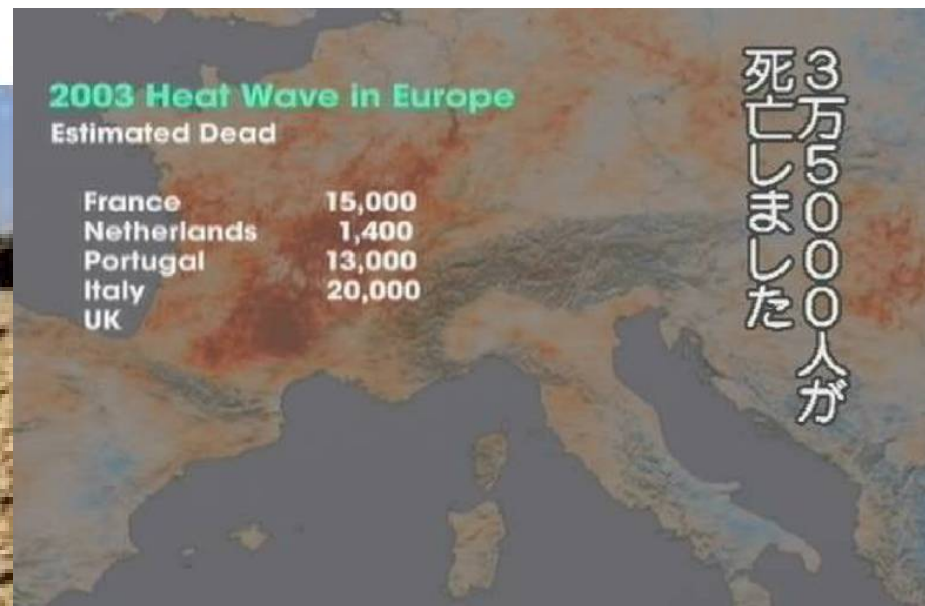 2003 Heat Wave in Europe
Estimated Dead
France 15,000
Netherlands 1,400
Portugal 13,000
Italy 20,000
UK
3万5000人が
死亡しました